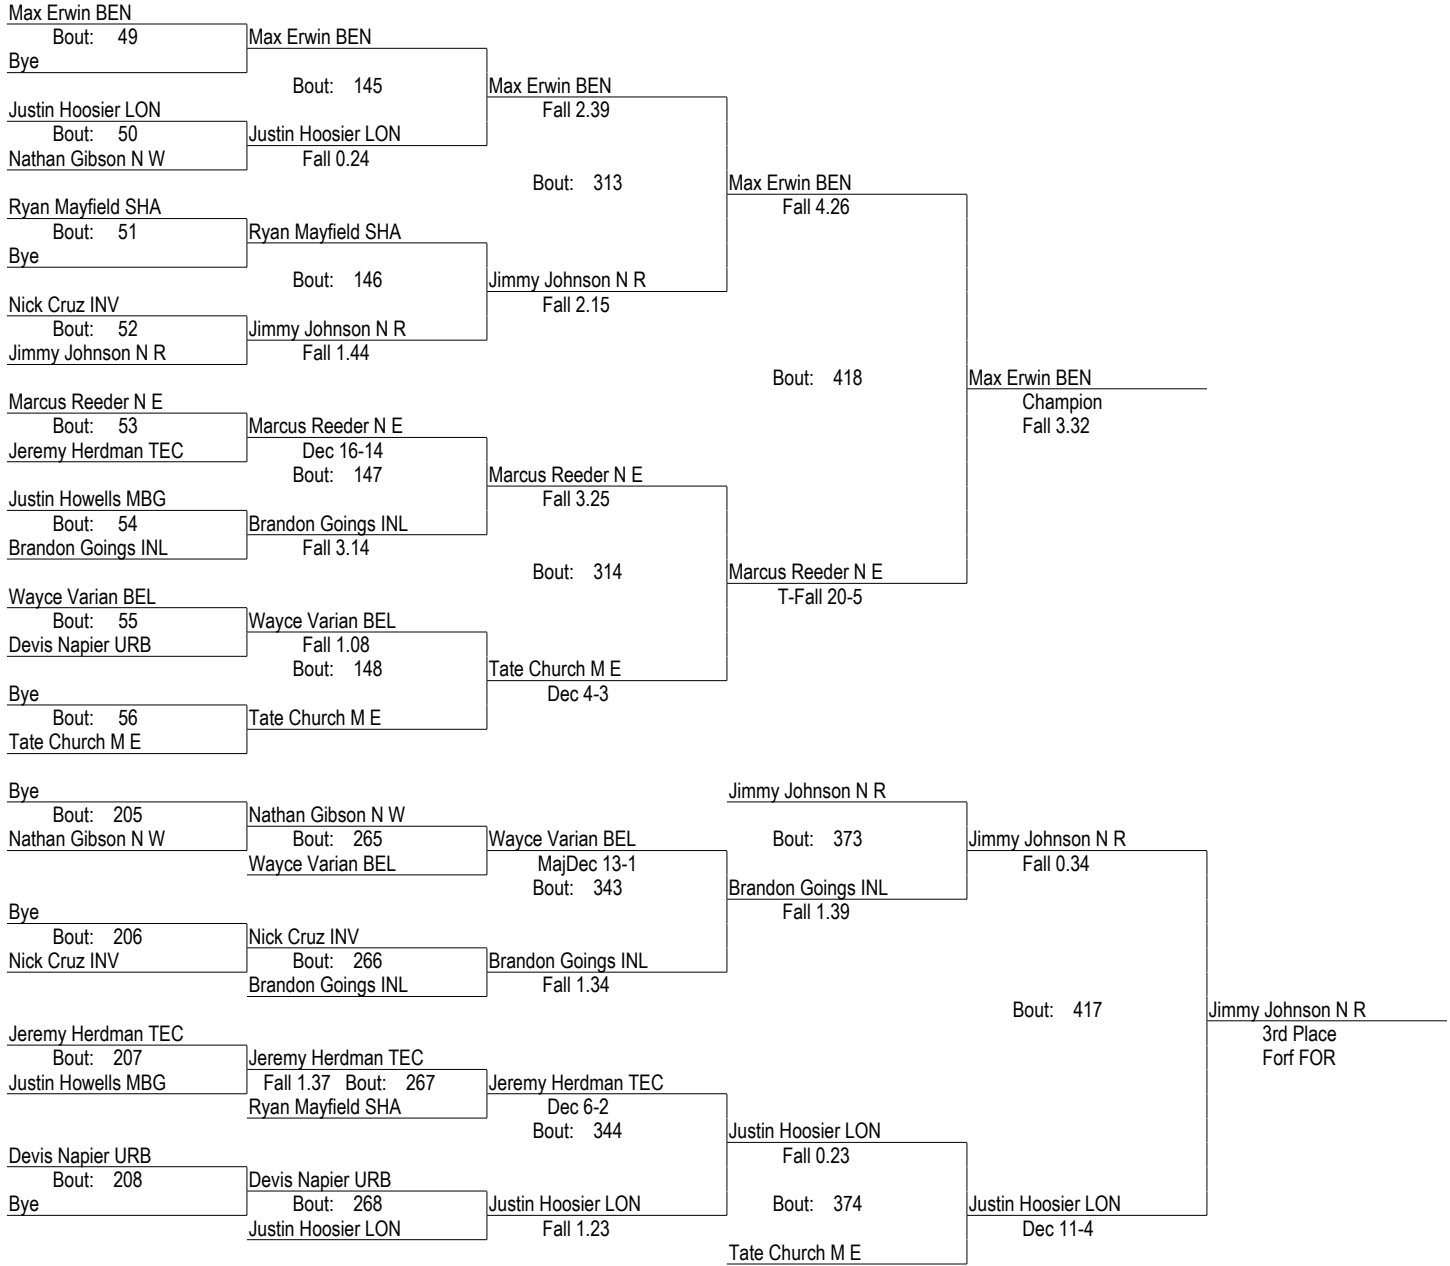 Max Erwin BEN
Bout: 49
Max Erwin BEN
Bye
Bout: 145
Max Erwin BEN
Justin Hoosier LON
Fall 2.39
Bout: 50
Justin Hoosier LON
Nathan Gibson N W
Fall 0.24
Bout: 313
Max Erwin BEN
Ryan Mayfield SHA
Fall 4.26
Bout: 51
Ryan Mayfield SHA
Bye
Bout: 146
Jimmy Johnson N R
Nick Cruz INV
Fall 2.15
Bout: 52
Jimmy Johnson N R
Jimmy Johnson N R
Fall 1.44
Bout: 418
Max Erwin BEN
Marcus Reeder N E
Champion
Bout: 53
Marcus Reeder N E
Fall 3.32
Jeremy Herdman TEC
Dec 16-14
Bout: 147
Marcus Reeder N E
Justin Howells MBG
Fall 3.25
Bout: 54
Brandon Goings INL
Brandon Goings INL
Fall 3.14
Bout: 314
Marcus Reeder N E
Wayce Varian BEL
T-Fall 20-5
Bout: 55
Wayce Varian BEL
Devis Napier URB
Fall 1.08
Bout: 148
Tate Church M E
Bye
Dec 4-3
Bout: 56
Tate Church M E
Tate Church M E
Bye
Jimmy Johnson N R
Bout: 205
Nathan Gibson N W
Nathan Gibson N W
Bout: 265
Wayce Varian BEL
Bout: 373
Jimmy Johnson N R
Wayce Varian BEL
MajDec 13-1
Fall 0.34
Bout: 343
Brandon Goings INL
Bye
Fall 1.39
Bout: 206
Nick Cruz INV
Nick Cruz INV
Bout: 266
Brandon Goings INL
Brandon Goings INL
Fall 1.34
Bout: 417
Jimmy Johnson N R
Jeremy Herdman TEC
3rd Place
Bout: 207
Jeremy Herdman TEC
Forf FOR
Justin Howells MBG
Fall 1.37 Bout: 267
Jeremy Herdman TEC
Ryan Mayfield SHA
Dec 6-2
Bout: 344
Justin Hoosier LON
Devis Napier URB
Fall 0.23
Bout: 208
Devis Napier URB
Bye
Bout: 268
Justin Hoosier LON
Bout: 374
Justin Hoosier LON
Justin Hoosier LON
Fall 1.23
Dec 11-4
Tate Church M E